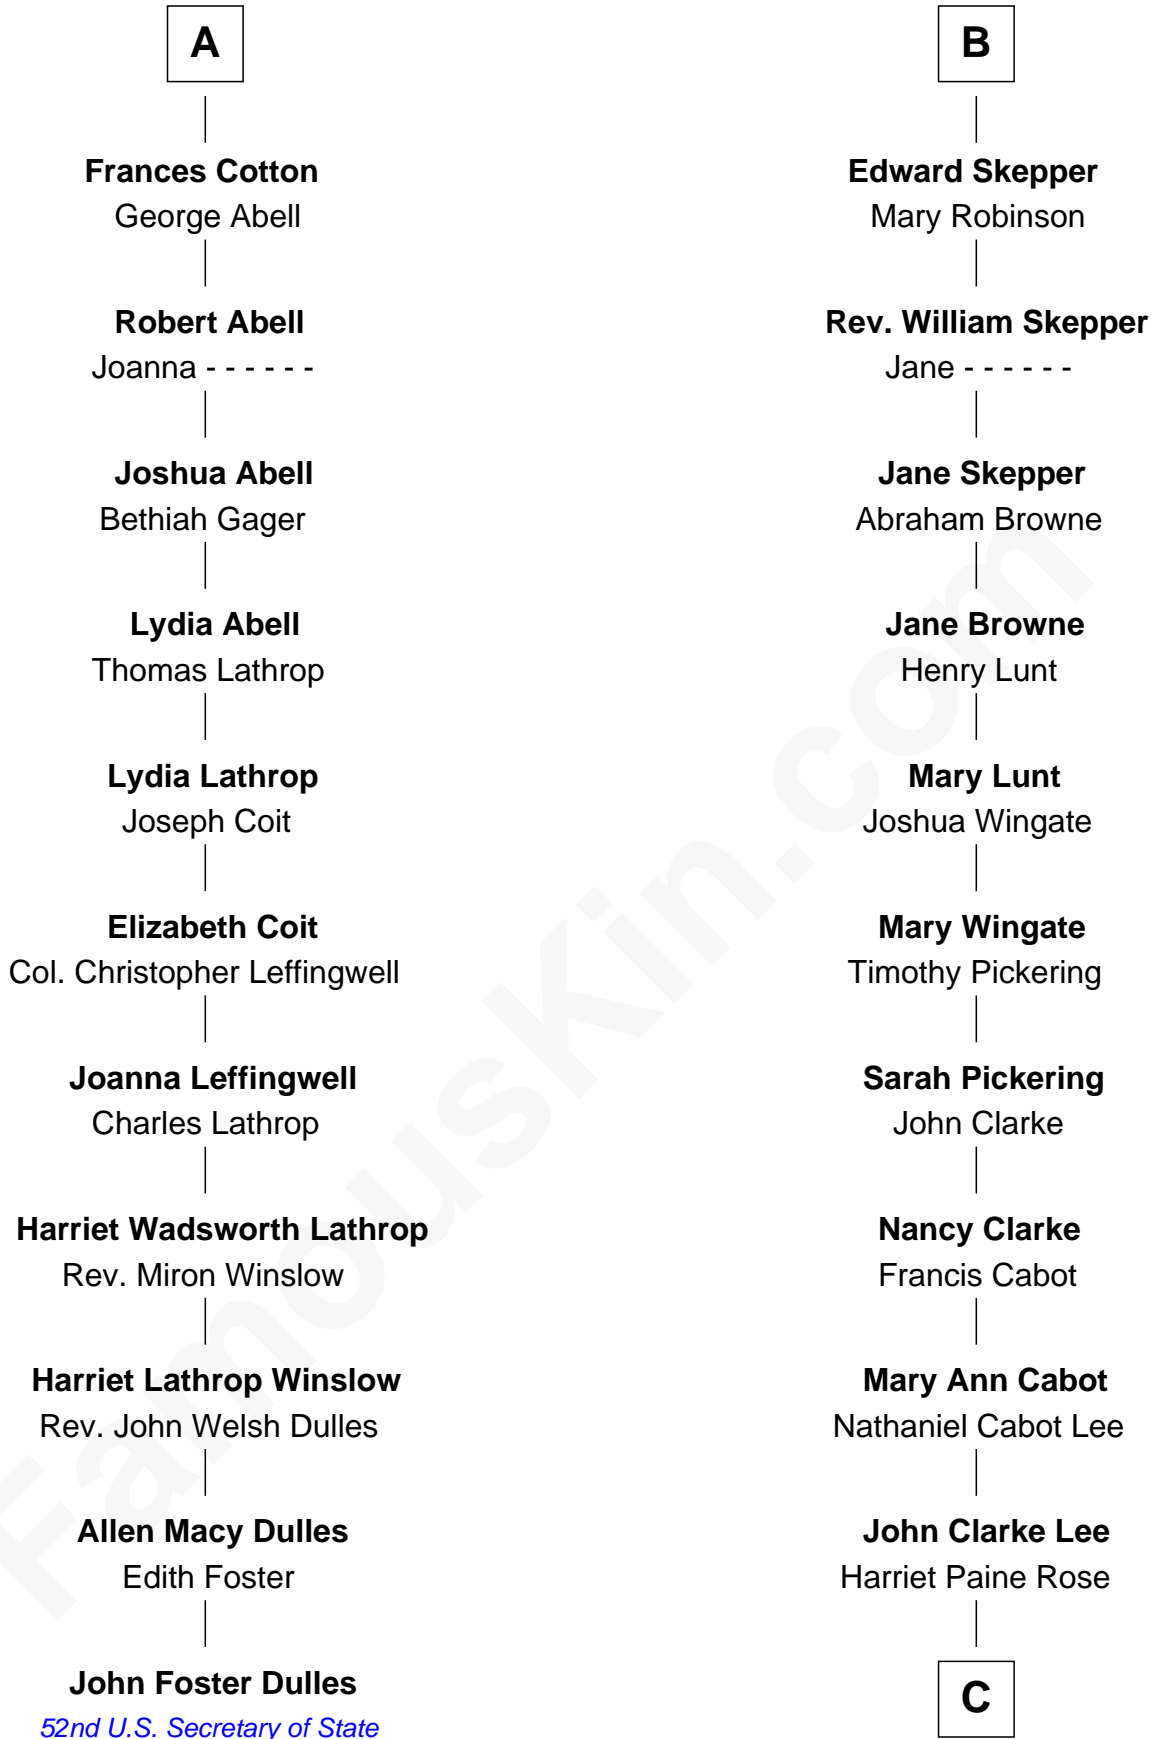 A
Frances Cotton
George Abell
Robert Abell
Joanna - - - - - -
Joshua Abell
Bethiah Gager
Lydia Abell
Thomas Lathrop
Lydia Lathrop
Joseph Coit
Elizabeth Coit
Col. Christopher Leffingwell
Joanna Leffingwell
Charles Lathrop
Harriet Wadsworth Lathrop
Rev. Miron Winslow
Harriet Lathrop Winslow
Rev. John Welsh Dulles
Allen Macy Dulles
Edith Foster
John Foster Dulles
52nd U.S. Secretary of State
B
Edward Skepper
Mary Robinson
Rev. William Skepper
Jane - - - - - -
Jane Skepper
Abraham Browne
Jane Browne
Henry Lunt
Mary Lunt
Joshua Wingate
Mary Wingate
Timothy Pickering
Sarah Pickering
John Clarke
Nancy Clarke
Francis Cabot
Mary Ann Cabot
Nathaniel Cabot Lee
John Clarke Lee
Harriet Paine Rose
C
FamousKin.com